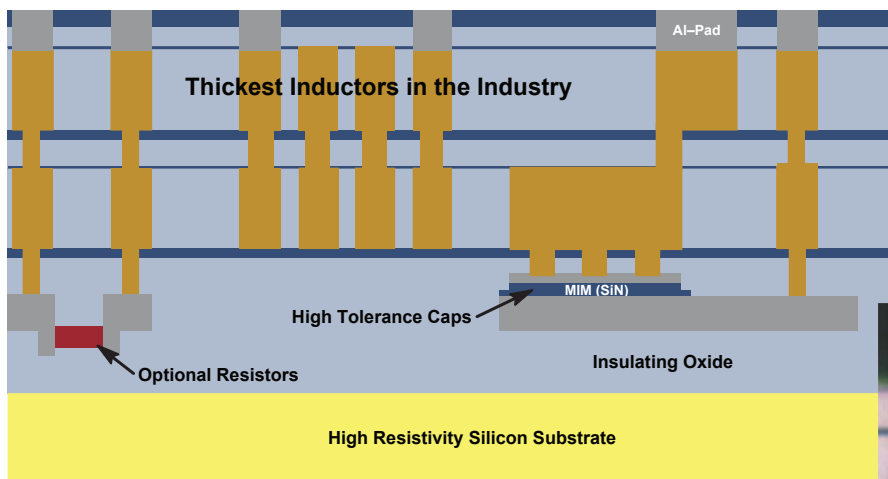 Al–Pad
Thickest Inductors in the Industry
MIM (SiN)
High Tolerance Caps
Insulating Oxide
Optional Resistors
High Resistivity Silicon Substrate